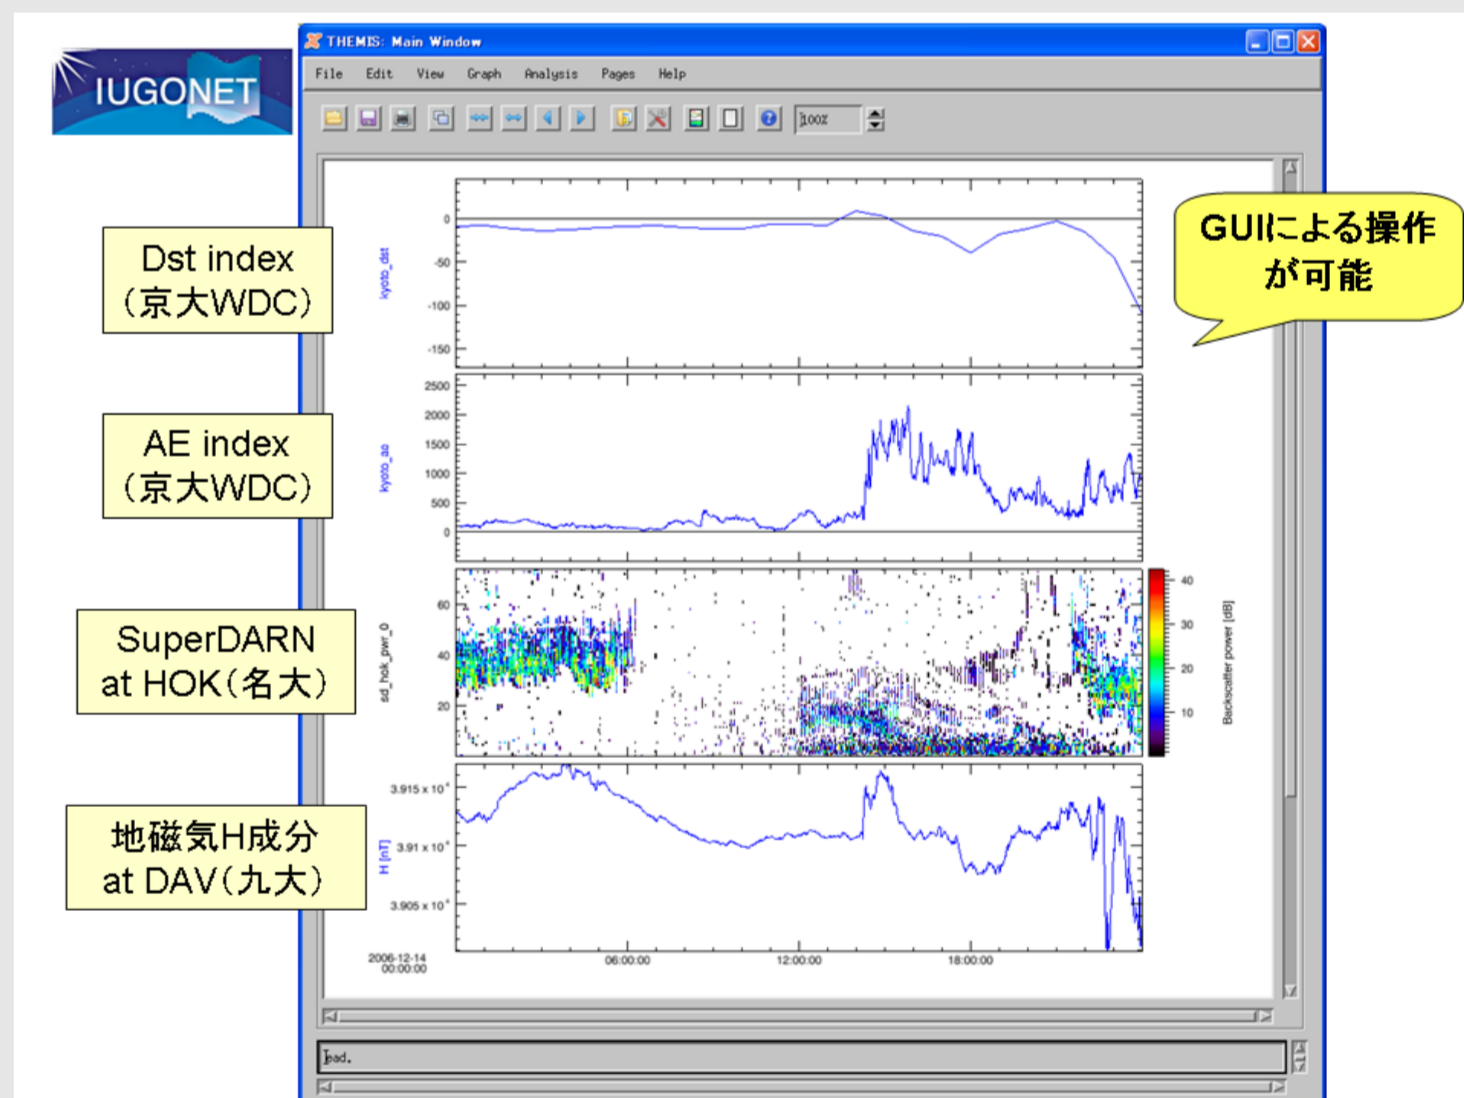 IUGONET
THEMIS: Main Window
File Edit View Graph Analysis Pages Help
100%
GUIによる操作
が可能
Dst index
（京大WDC）
kyoto_dst
0
-50
-100
-150
AE index
（京大WDC）
kyoto_ae
2500
2000
1500
1000
500
0
SuperDARN
at HOK（名大）
sd_hok_pwr_0
60
40
20
40
30
20
10
Backscatter power [dB]
地磁気H成分
at DAV（九大）
H [nT]
3.915 x 10⁴
3.91 x 10⁴
3.905 x 10⁴
2006-12-14
00:00:00 06:00:00 12:00:00 18:00:00
ead.